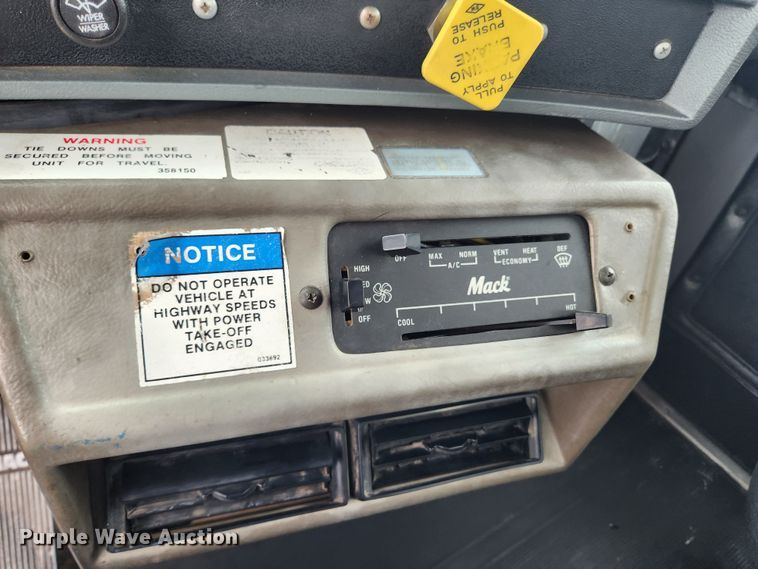 WIPER
WASHER
PUSH TO
RELEASE
PARKING
BRAKE
PULL
TO APPLY
WARNING
TIE DOWNS MUST BE
SECURED BEFORE MOVING
UNIT FOR TRAVEL
358150
CAUTION
NOTICE
DO NOT OPERATE
VEHICLE AT
HIGHWAY SPEEDS
WITH POWER
TAKE-OFF
ENGAGED
033692
OFF
MAX NORM
A/C
VENT HEAT
ECONOMY
DEF
HIGH
ED
W
OFF
Mack
COOL
HOT
Purple Wave Auction